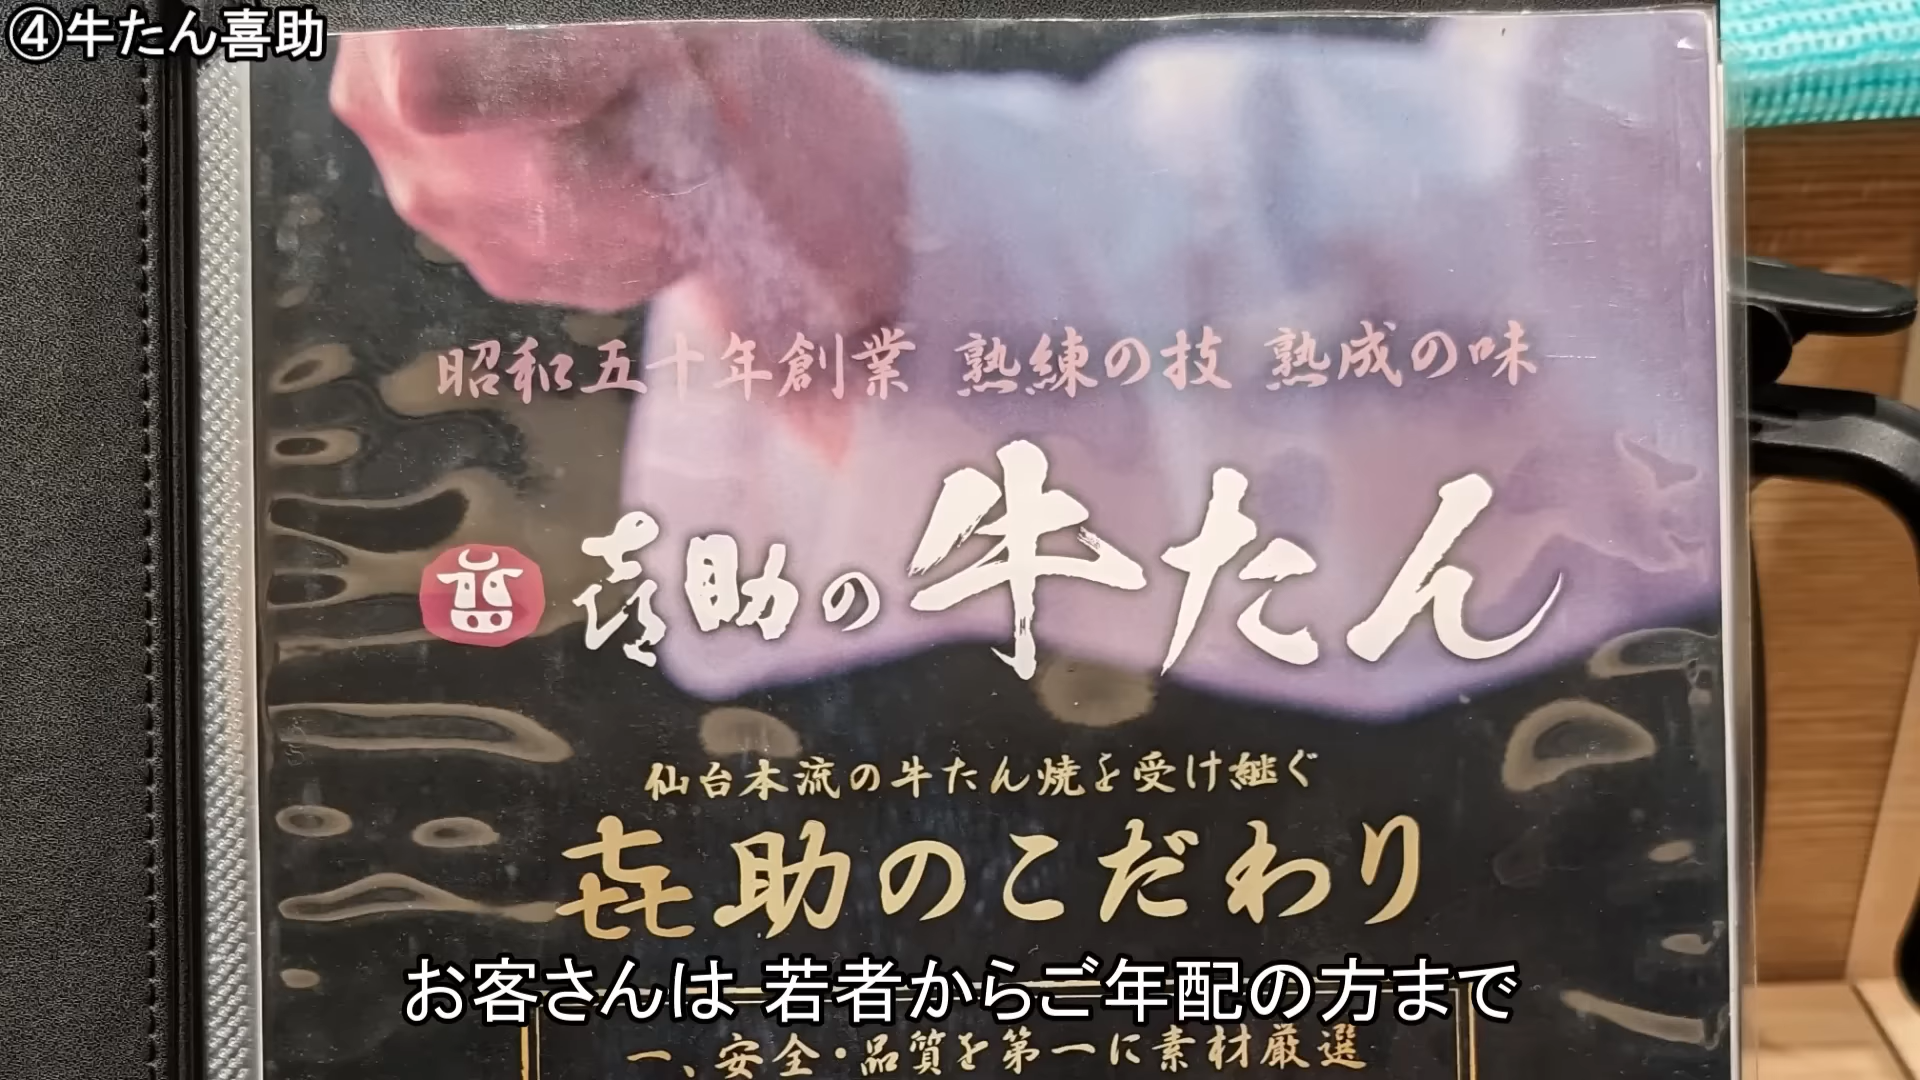 ④牛たん喜助
昭和五十年創業 熟練の技 熟成の味
㐂助の牛たん
仙台本流の牛たん焼を受け継ぐ
㐂助のこだわり
お客さんは 若者からご年配の方まで
一、安全・品質を第一に素材厳選